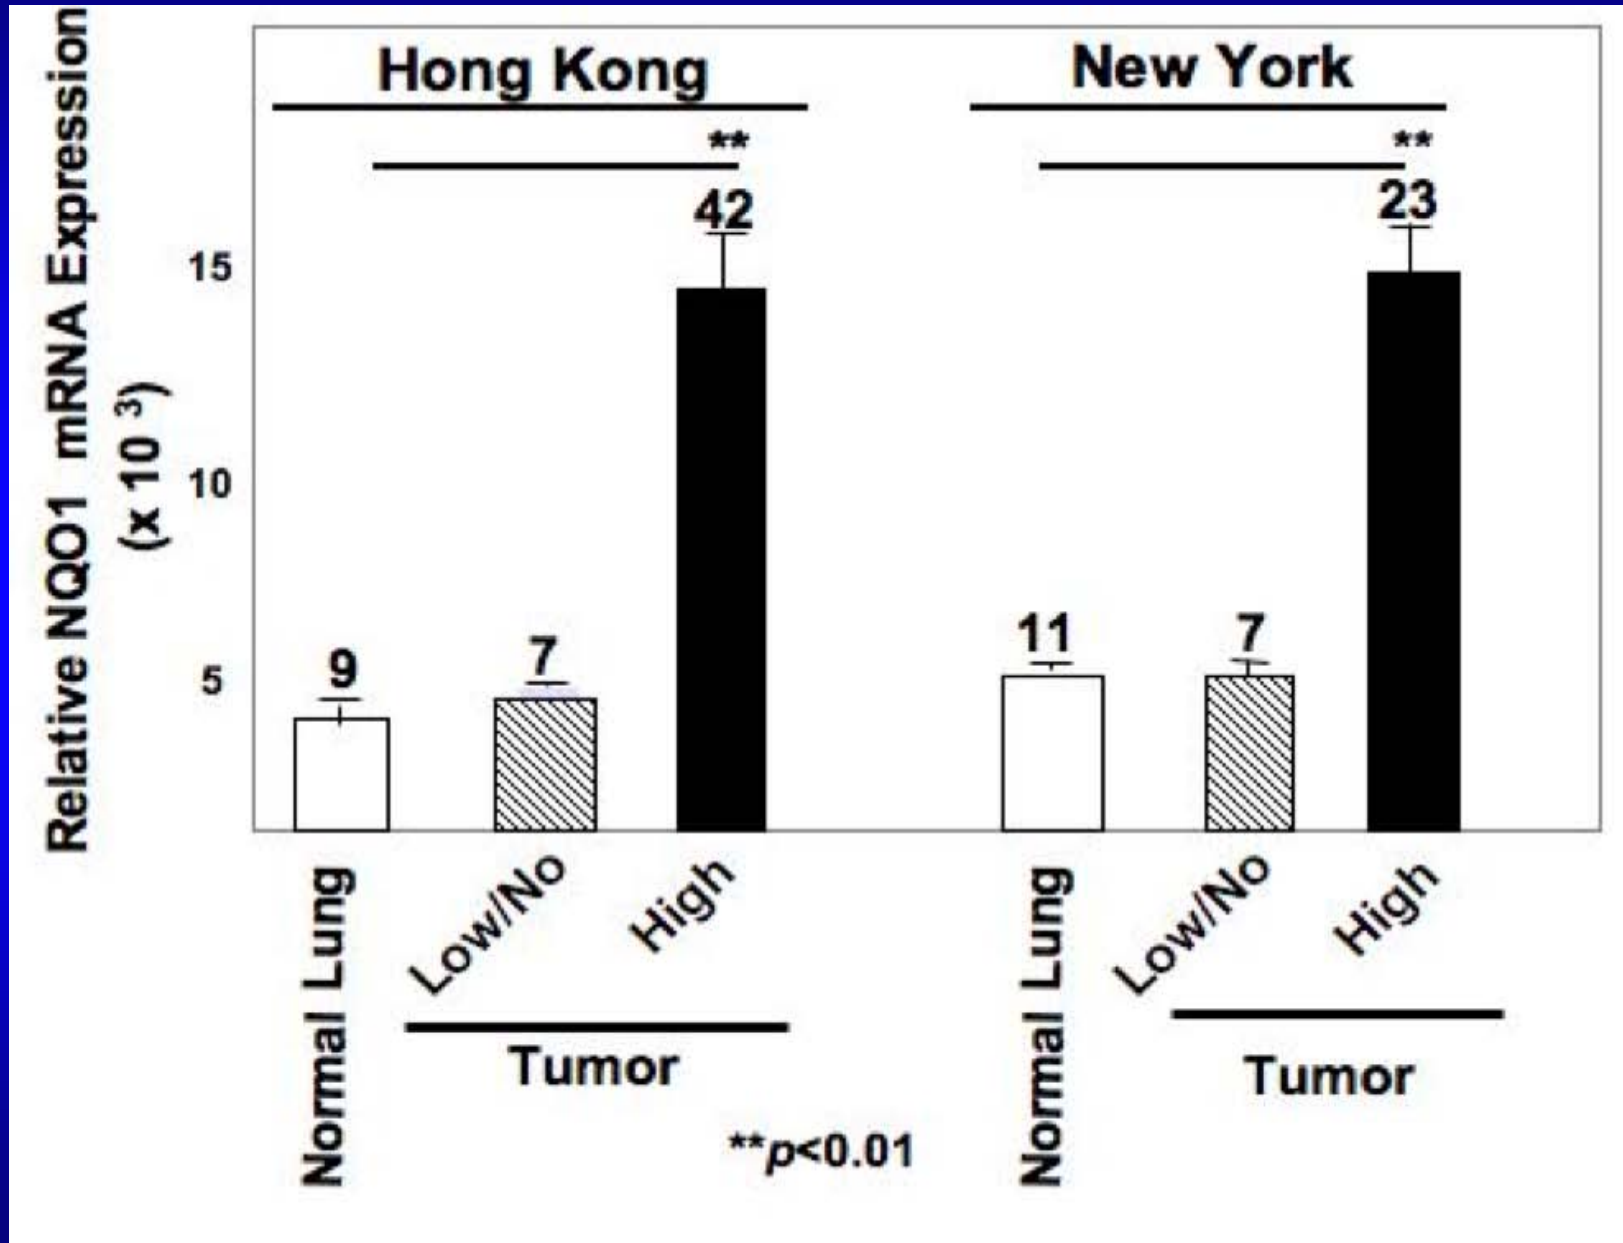 Relative NQO1 mRNA Expression
(x 10 3)
15
10
5
Hong Kong
**
42
9
7
New York
**
23
11
7
Normal Lung
Low/No
High
Tumor
Normal Lung
Low/No
High
Tumor
**p<0.01